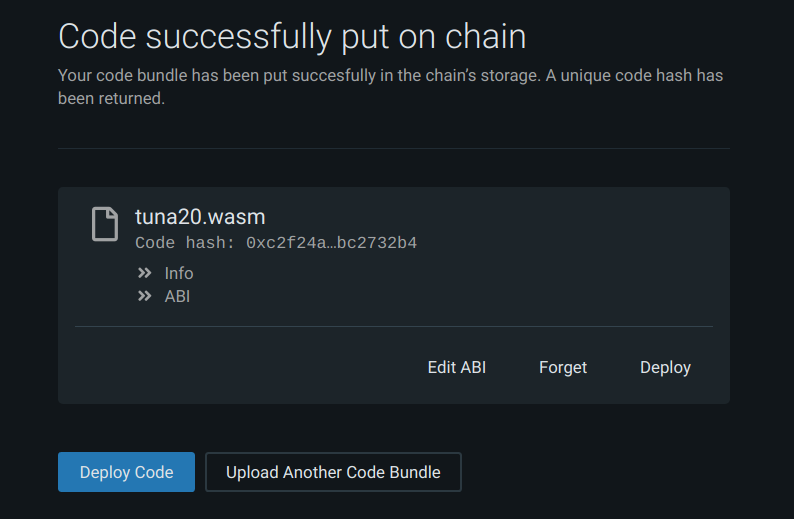 Code successfully put on chain
Your code bundle has been put succesfully in the chain’s storage. A unique code hash has
been returned.
tuna20.wasm
Code hash: 0xc2f24a…bc2732b4
Info
ABI
Edit ABI
Forget
Deploy
Deploy Code
Upload Another Code Bundle